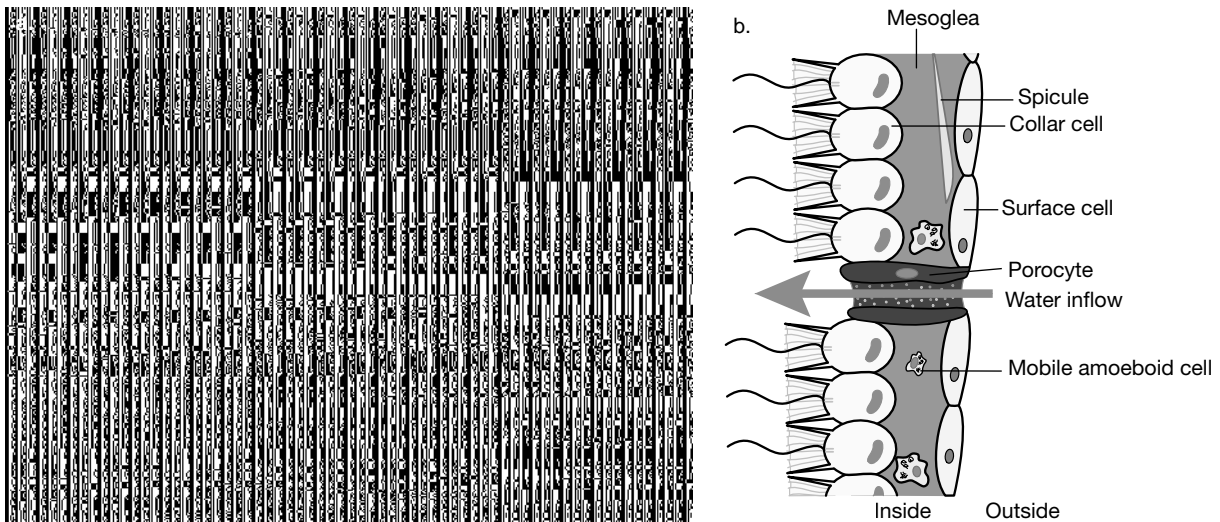 b.
Mesoglea
Spicule
Collar cell
Surface cell
Porocyte
Water inflow
Mobile amoeboid cell
Inside
Outside